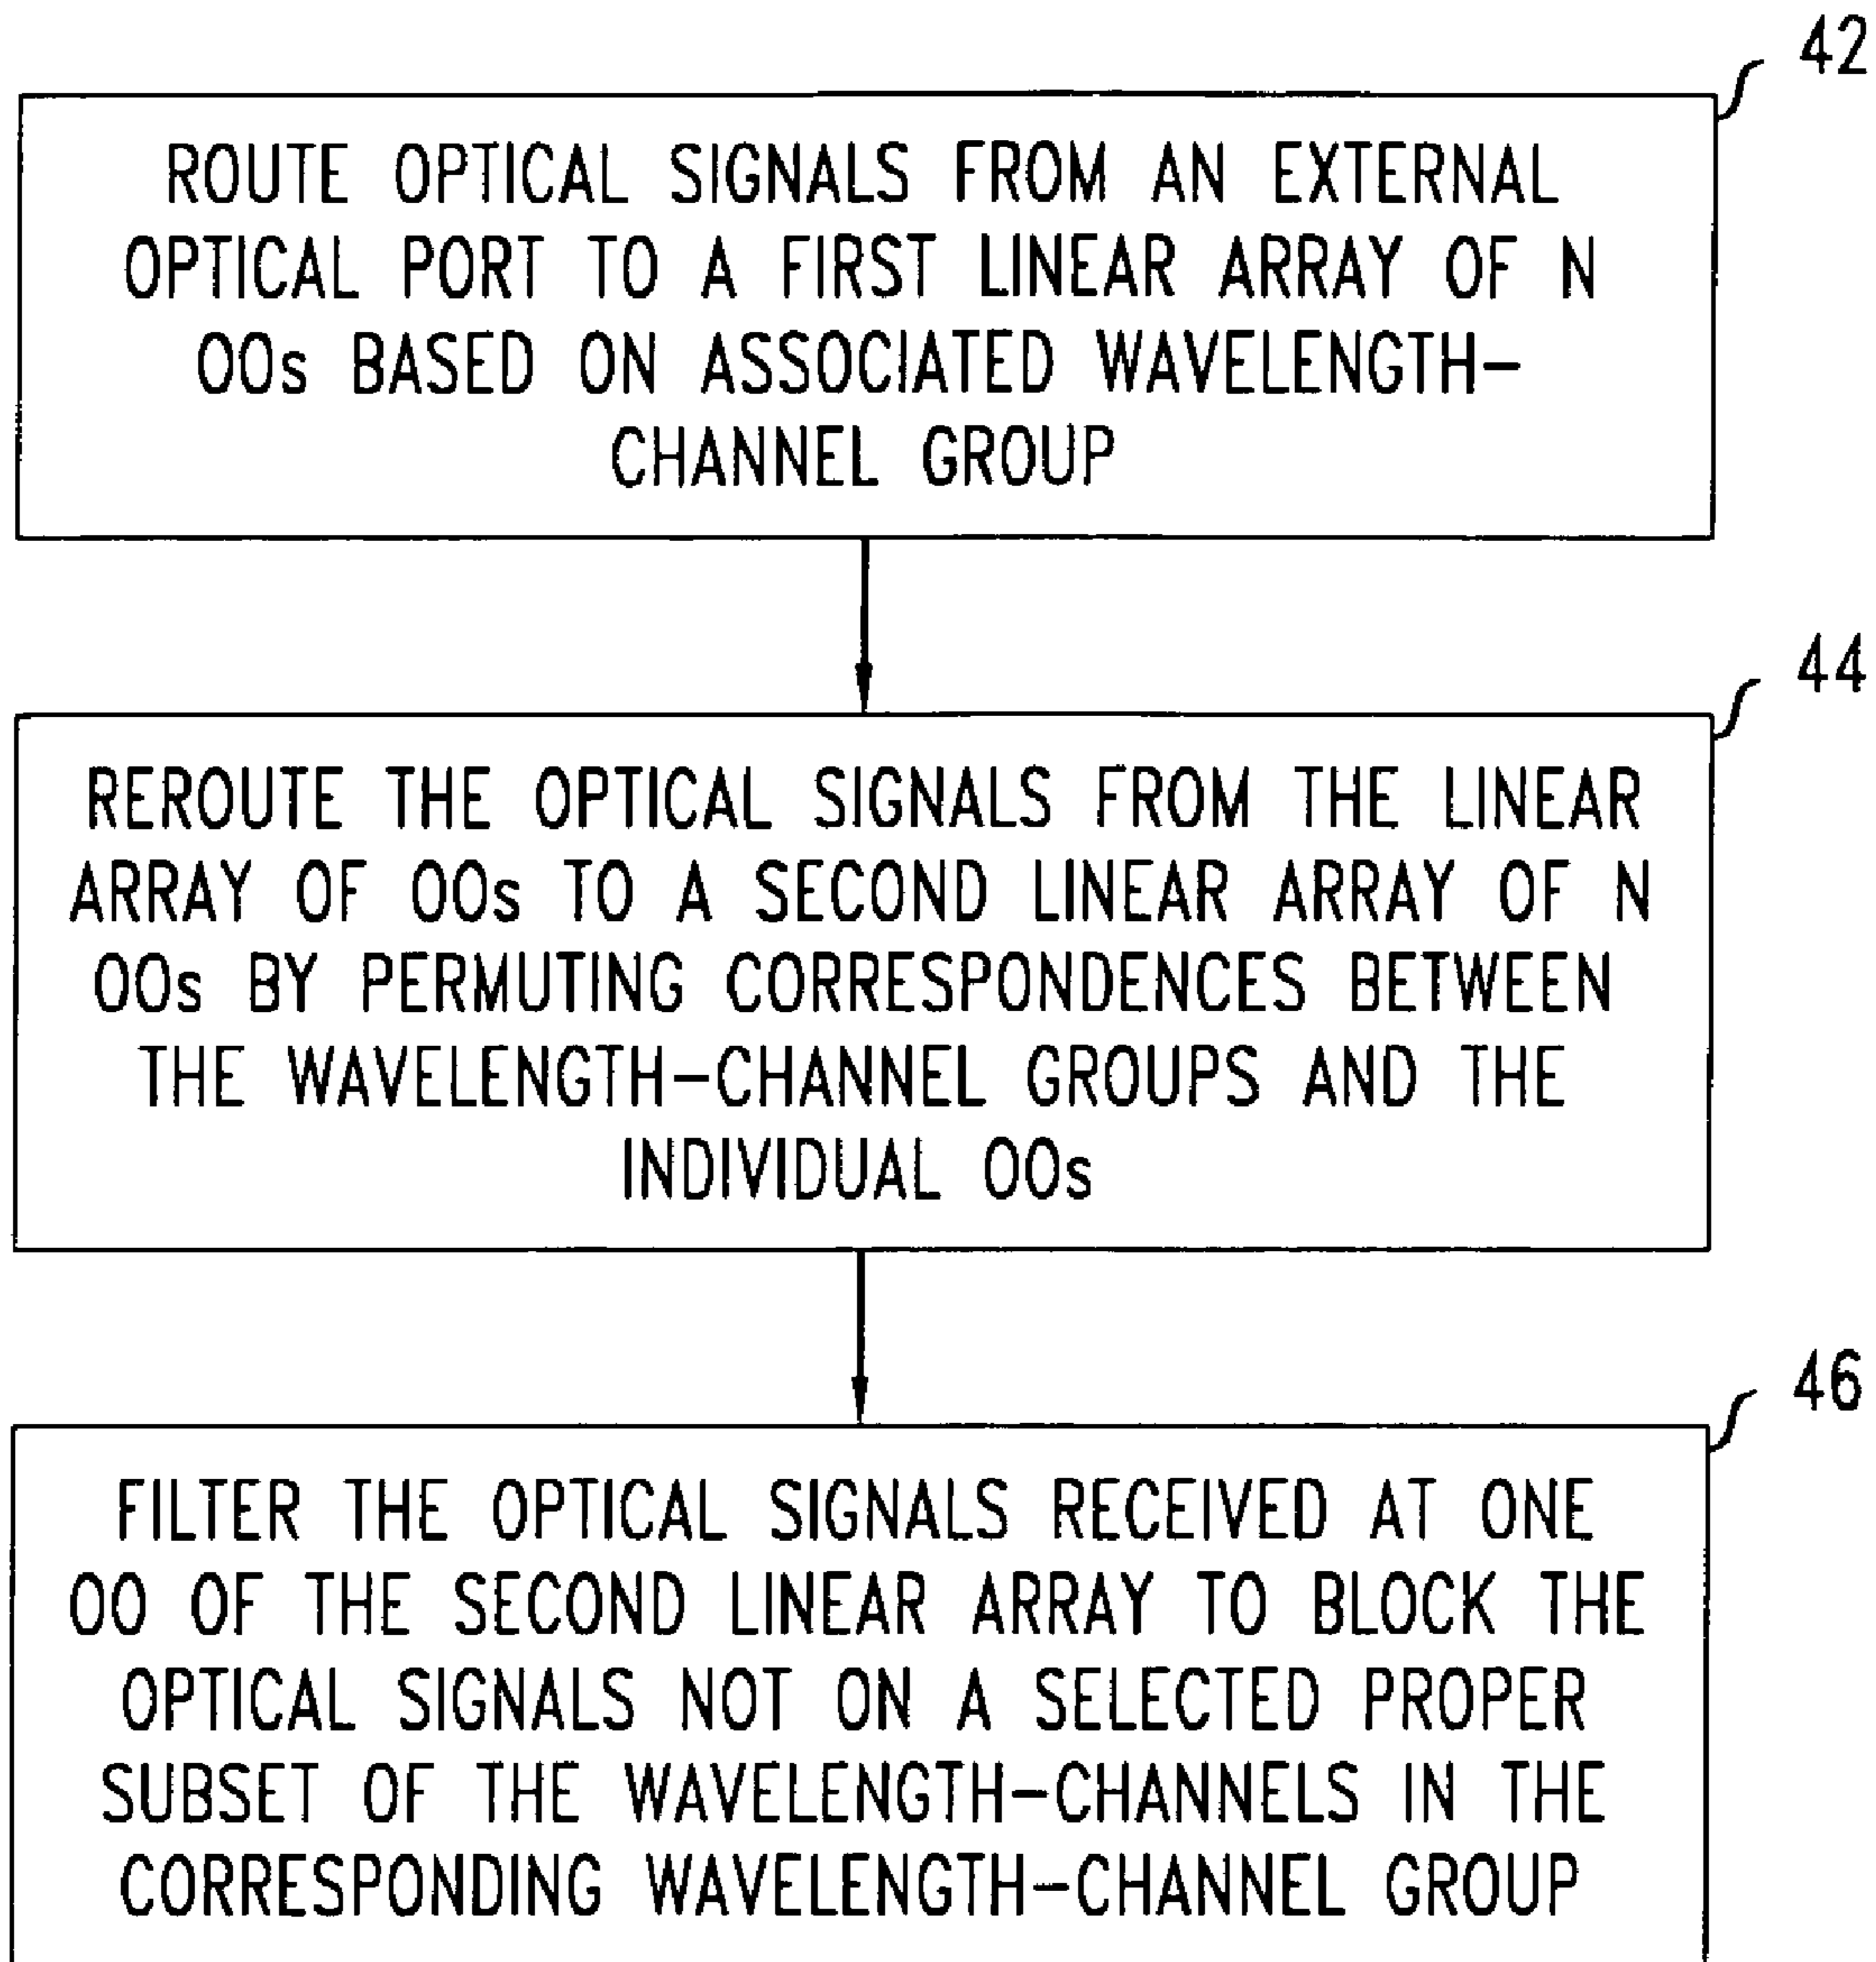 42
ROUTE OPTICAL SIGNALS FROM AN EXTERNAL
OPTICAL PORT TO A FIRST LINEAR ARRAY OF N
OOs BASED ON ASSOCIATED WAVELENGTH-
CHANNEL GROUP
44
REROUTE THE OPTICAL SIGNALS FROM THE LINEAR
ARRAY OF OOs TO A SECOND LINEAR ARRAY OF N
OOs BY PERMUTING CORRESPONDENCES BETWEEN
THE WAVELENGTH-CHANNEL GROUPS AND THE
INDIVIDUAL OOs
46
FILTER THE OPTICAL SIGNALS RECEIVED AT ONE
OO OF THE SECOND LINEAR ARRAY TO BLOCK THE
OPTICAL SIGNALS NOT ON A SELECTED PROPER
SUBSET OF THE WAVELENGTH-CHANNELS IN THE
CORRESPONDING WAVELENGTH-CHANNEL GROUP